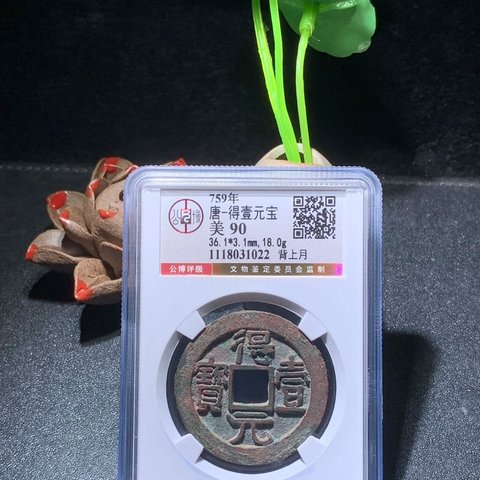 759年
唐-得壹元宝
美 90
36.1*3.1mm,18.0g
1118031022 背上月
公博评级 文物鉴定委员会监制
得
壹
元
寶